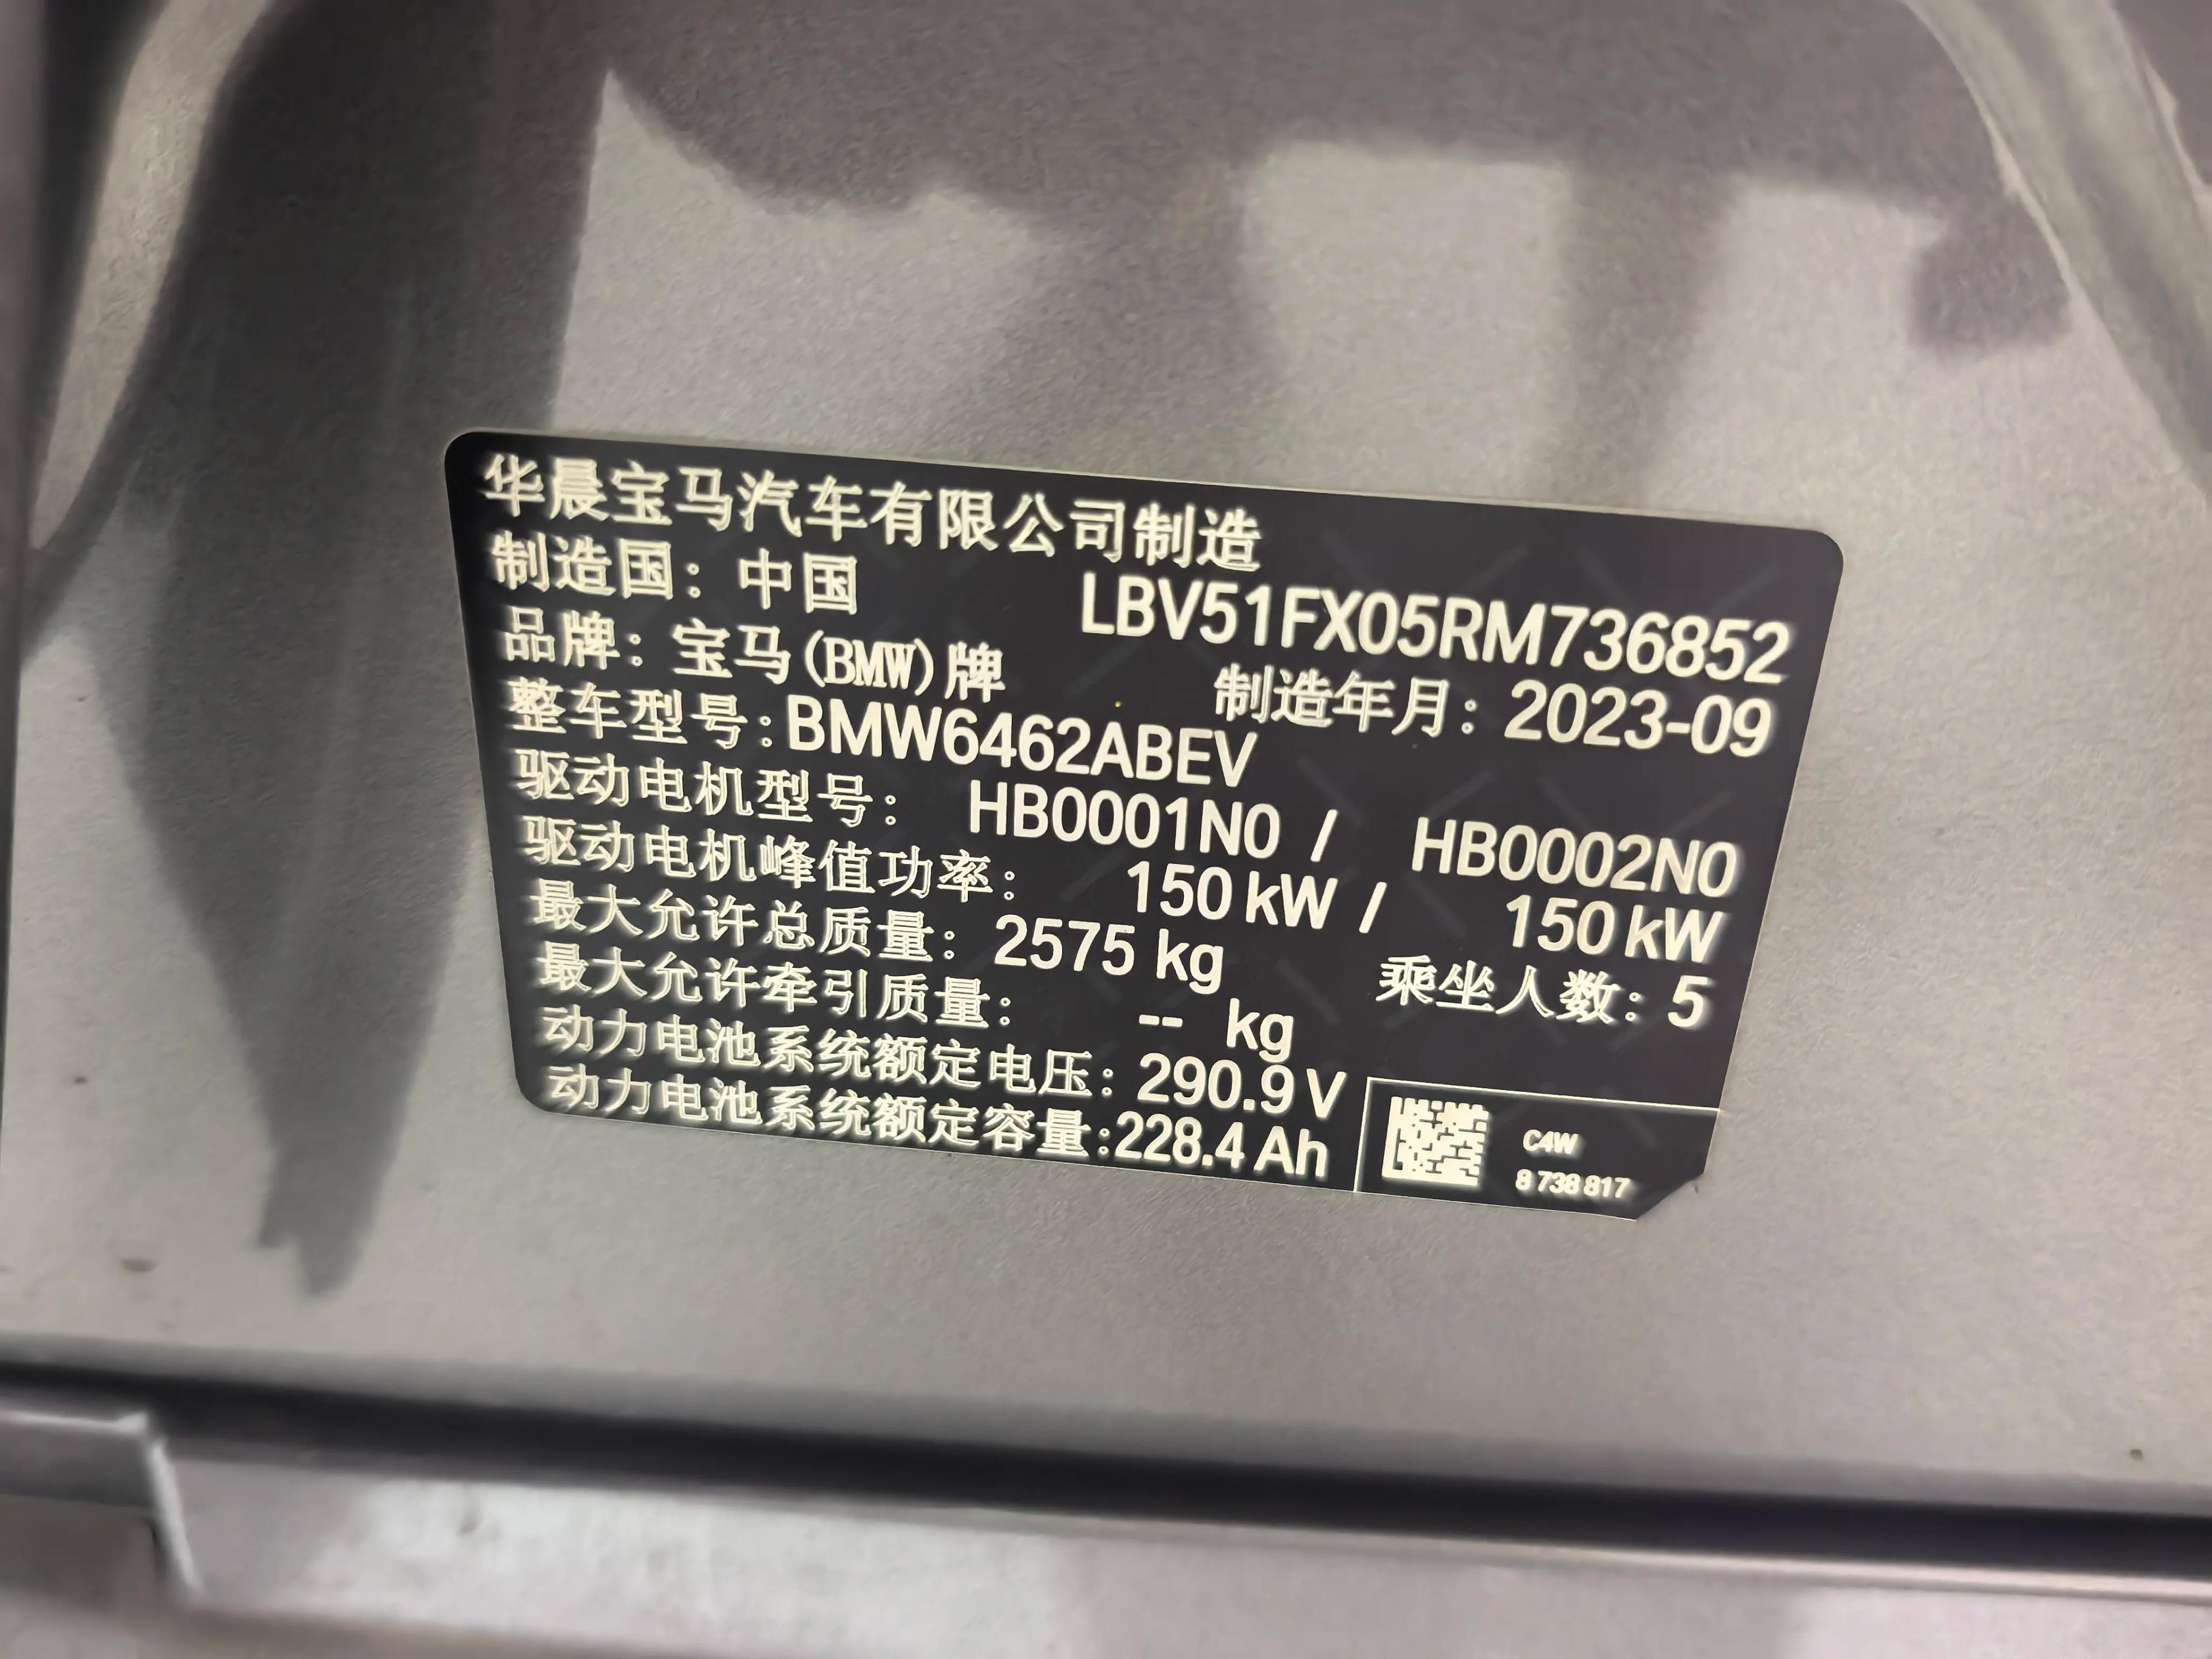 华晨宝马汽车有限公司制造
制造国：中国 LBV51FX05RM736852
品牌：宝马(BMW)牌 制造年月：2023-09
整车型号:BMW6462ABEV
驱动电机型号： HB0001N0 / HB0002N0
驱动电机峰值功率： 150 kW / 150 kW
最大允许总质量：2575 kg 乘坐人数：5
最大允许牵引质量： -- kg
动力电池系统额定电压：290.9 V
动力电池系统额定容量:228.4 Ah
C4W
8 738 817